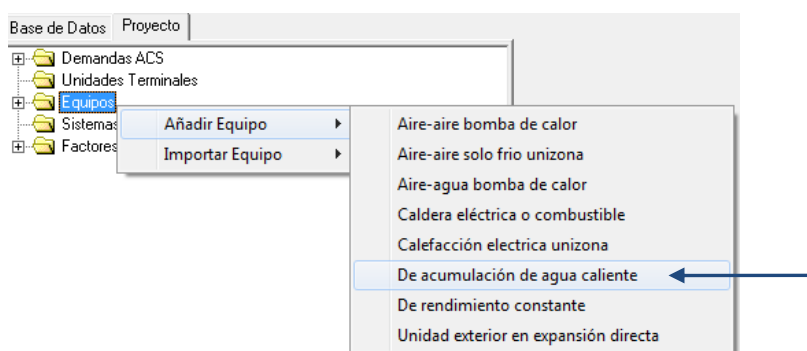 Base de Datos Proyecto
Demandas ACS
Unidades Terminales
Equipos
Sistemas
Factores
Añadir Equipo
Importar Equipo
Aire-aire bomba de calor
Aire-aire solo frio unizona
Aire-agua bomba de calor
Caldera eléctrica o combustible
Calefacción electrica unizona
De acumulación de agua caliente
De rendimiento constante
Unidad exterior en expansión directa